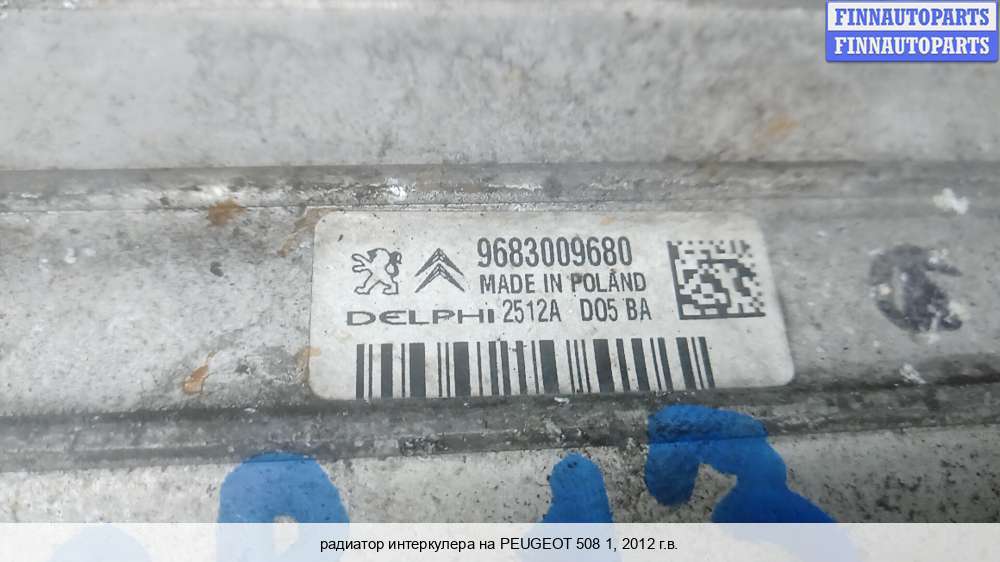 FINNAUTOPARTS
FINNAUTOPARTS
9683009680
MADE IN POLAND
DELPHI 2512A D05 BA
радиатор интеркулера на PEUGEOT 508 1, 2012 г.в.